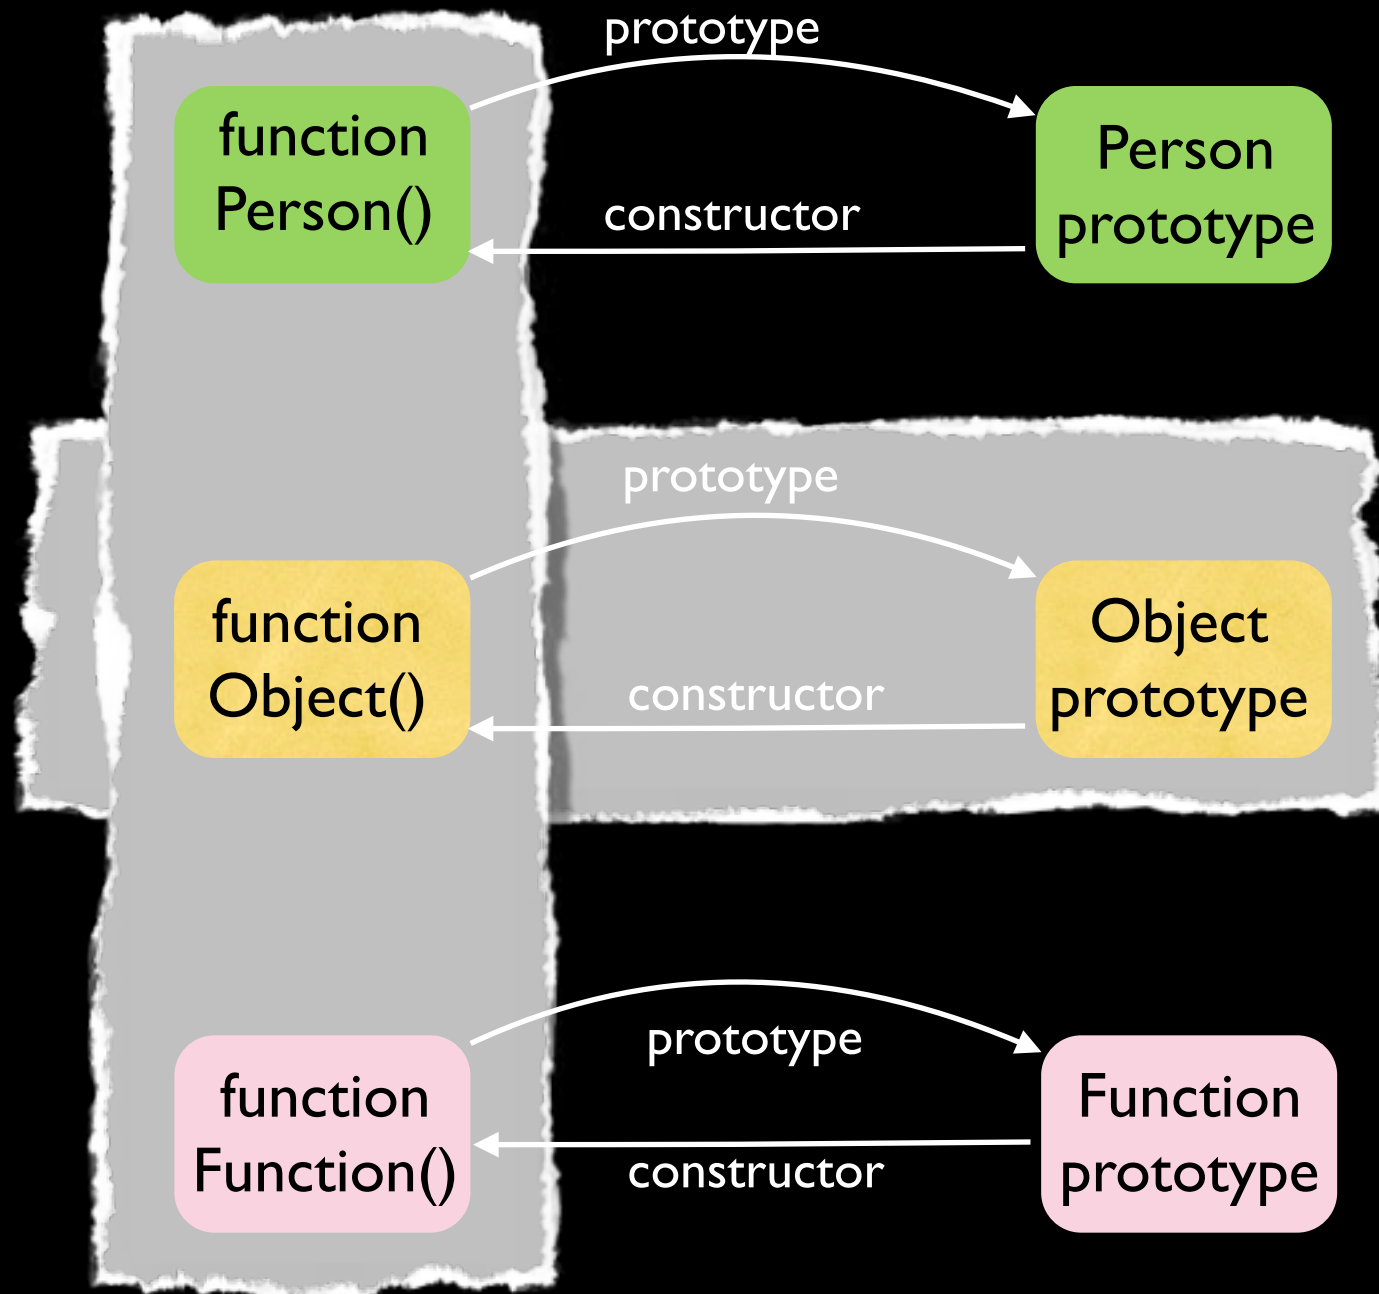 prototype
function
Person()
Person
prototype
constructor
prototype
function
Object()
Object
prototype
constructor
prototype
function
Function()
Function
prototype
constructor